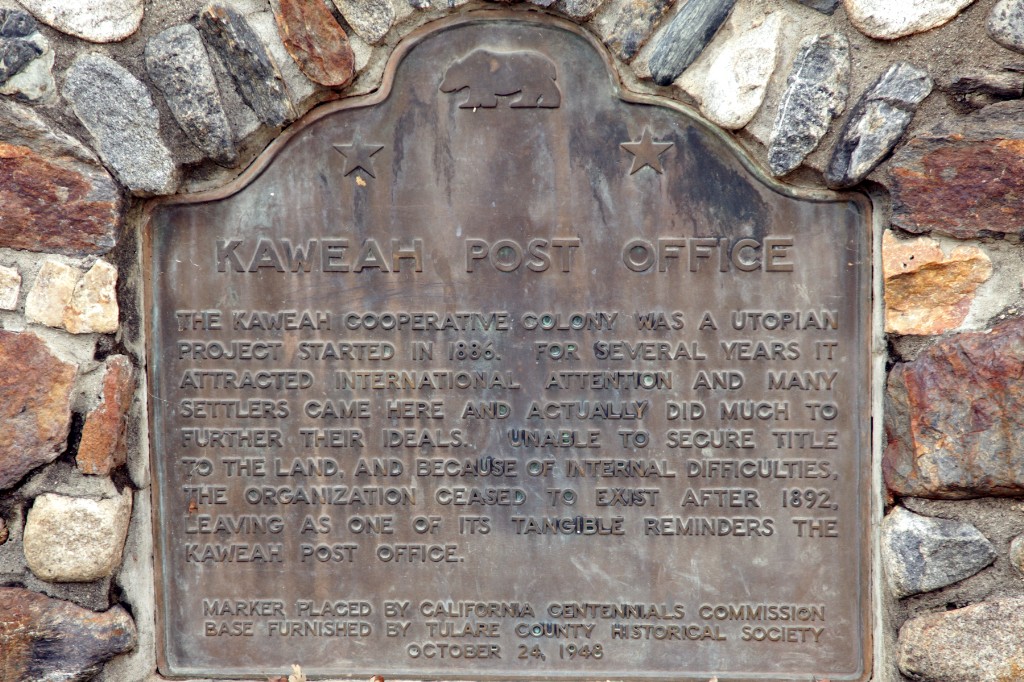 KAWEAH POST OFFICE
THE KAWEAH COOPERATIVE COLONY WAS A UTOPIAN
PROJECT STARTED IN 1886. FOR SEVERAL YEARS IT
ATTRACTED INTERNATIONAL ATTENTION AND MANY
SETTLERS CAME HERE AND ACTUALLY DID MUCH TO
FURTHER THEIR IDEALS. UNABLE TO SECURE TITLE
TO THE LAND, AND BECAUSE OF INTERNAL DIFFICULTIES,
THE ORGANIZATION CEASED TO EXIST AFTER 1892,
LEAVING AS ONE OF ITS TANGIBLE REMINDERS THE
KAWEAH POST OFFICE.
MARKER PLACED BY CALIFORNIA CENTENNIALS COMMISSION
BASE FURNISHED BY TULARE COUNTY HISTORICAL SOCIETY
OCTOBER 24, 1948